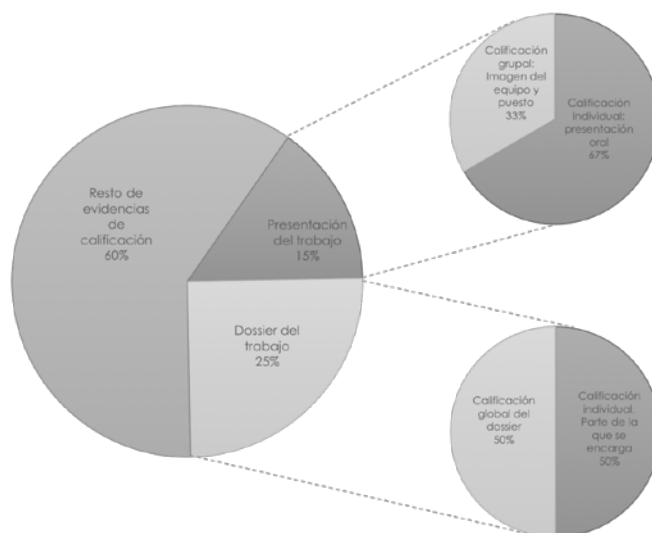 Resto de
evidencias
de
calificación
60%
Presentación
del trabajo
15%
Dossier del
trabajo
25%
Calificación
grupal:
Imagen del
equipo y
puesto
33%
Calificación
individual:
presentación
oral
67%
Calificación
global del
dossier
50%
Calificación
individual.
Parte de la
que se
encarga
50%